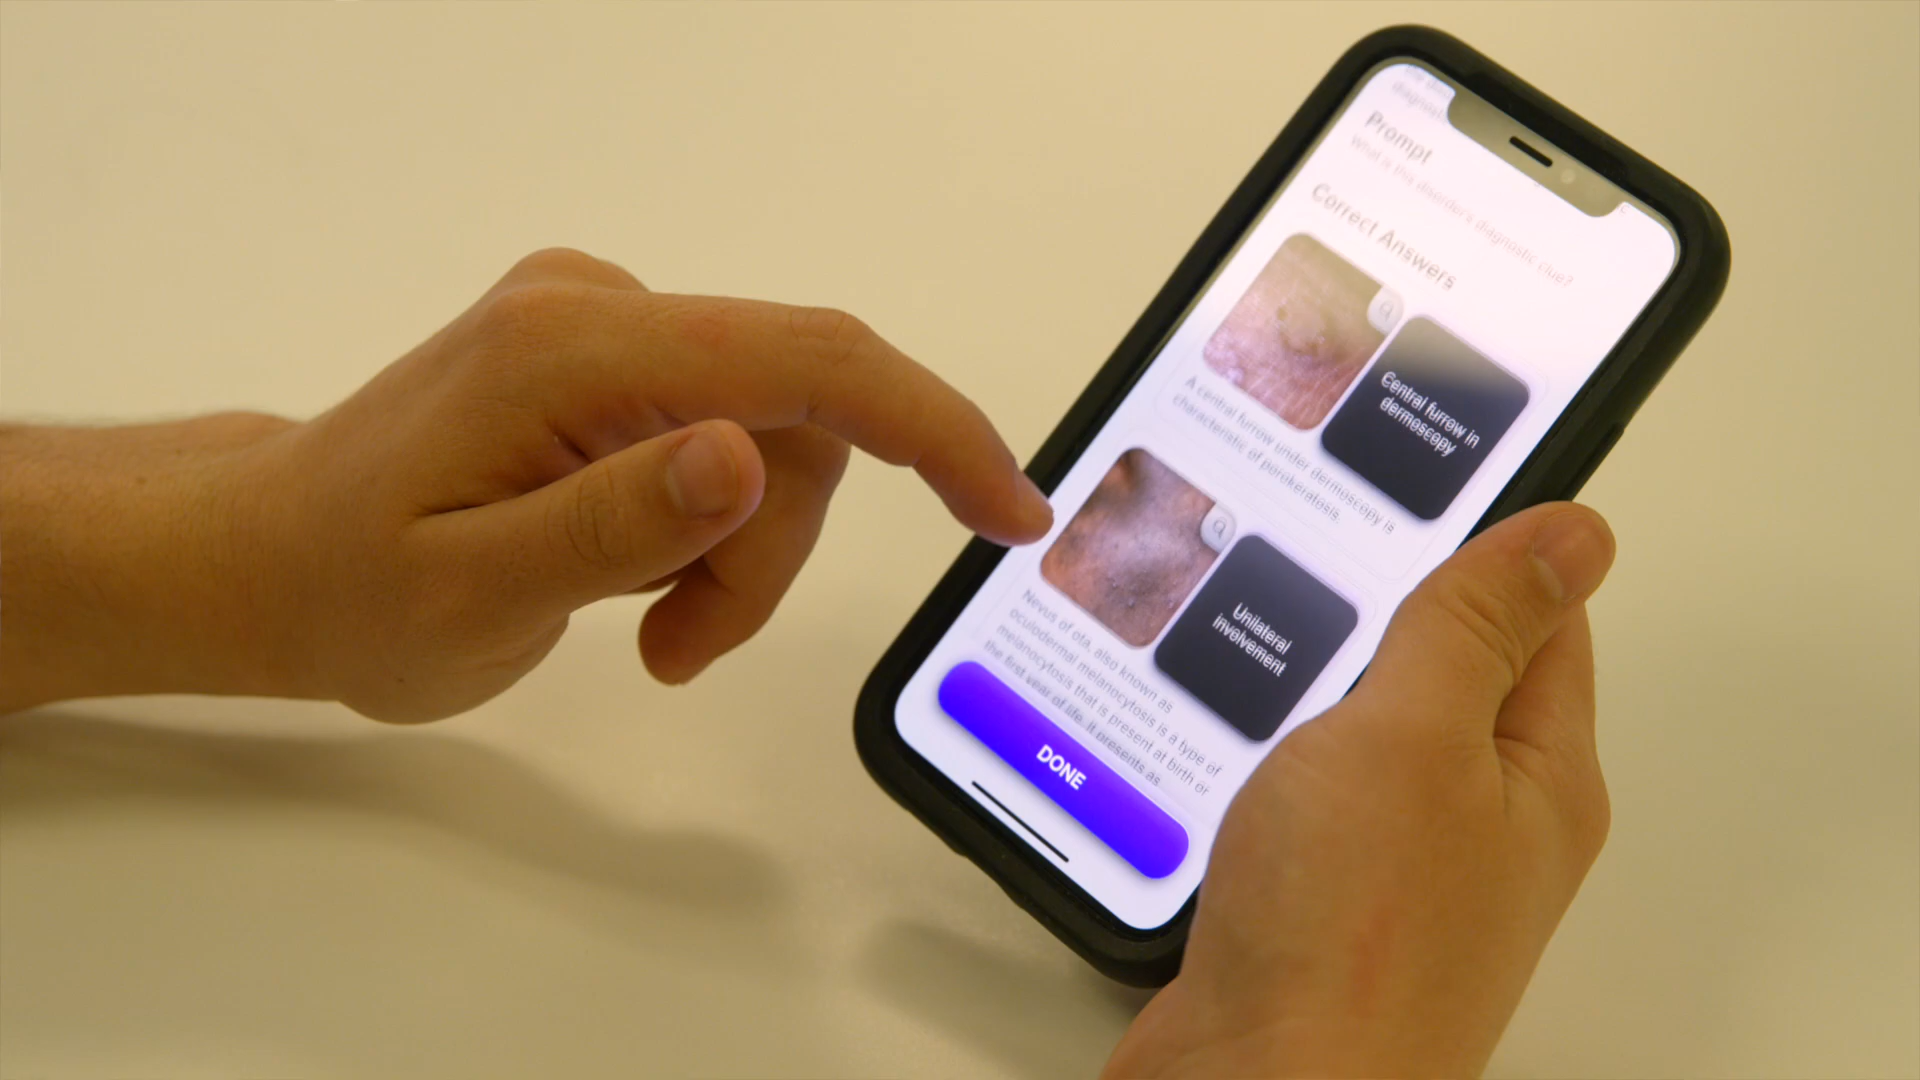 diagnost
Prompt
What is this disorder's diagnostic clue?
Correct Answers
Central furrow in
dermoscopy
A central furrow under dermoscopy is
characteristic of porokeratosis.
Unilateral
involvement
Nevus of ota, also known as
oculodermal melanocytosis is a type of
melanocytosis that is present at birth or
the first year of life. It presents as
DONE